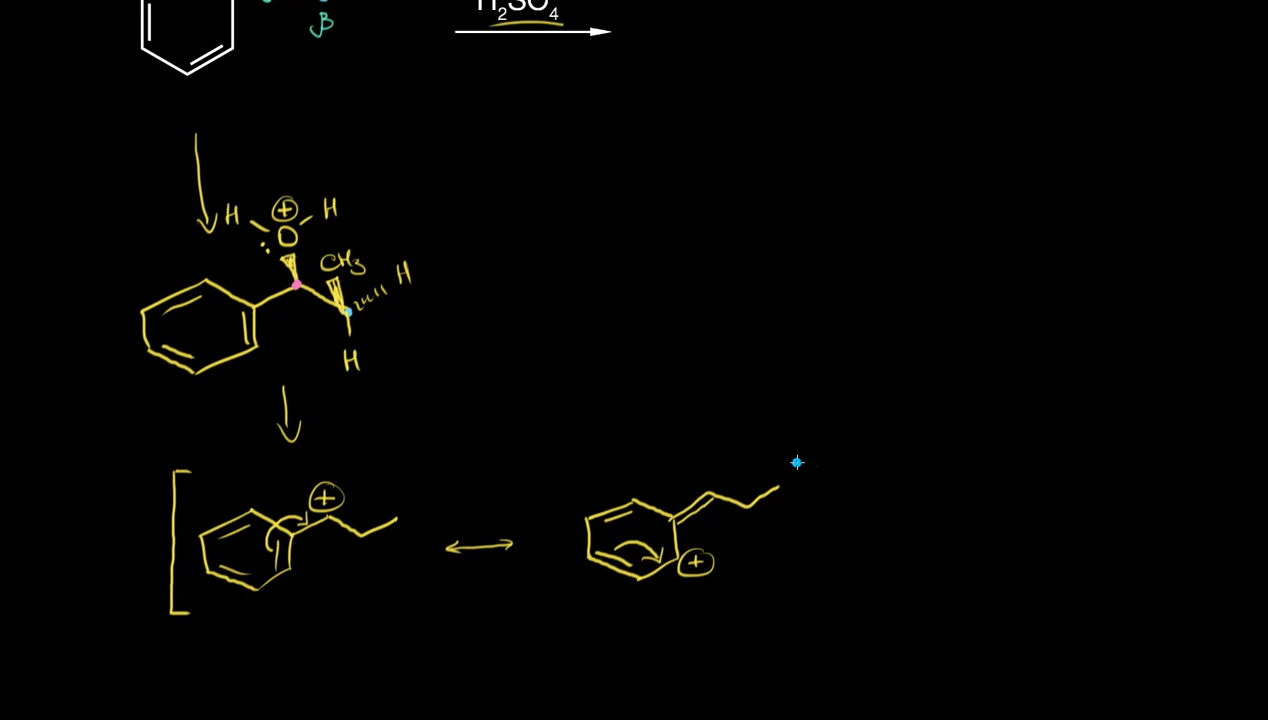 β
H₂SO₄
H ⊕ H
:O
CH₃ H
H
⊕
⊕